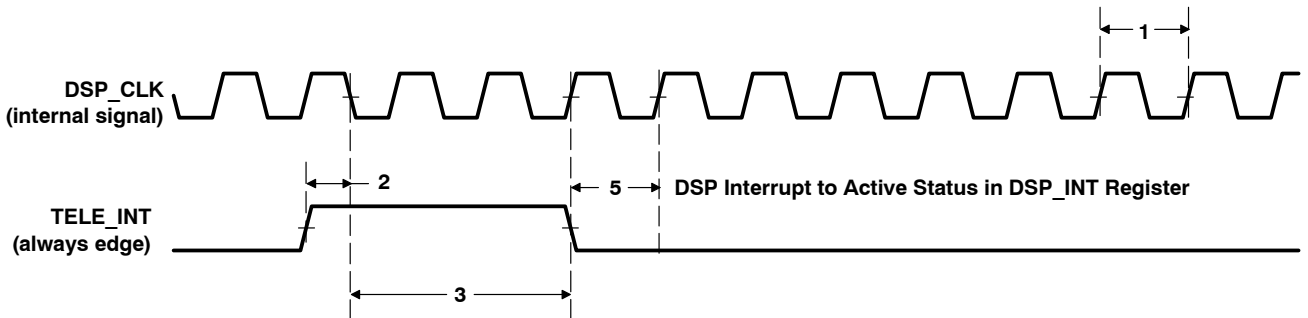 1
DSP_CLK
(internal signal)
2
5
DSP Interrupt to Active Status in DSP_INT Register
TELE_INT
(always edge)
3